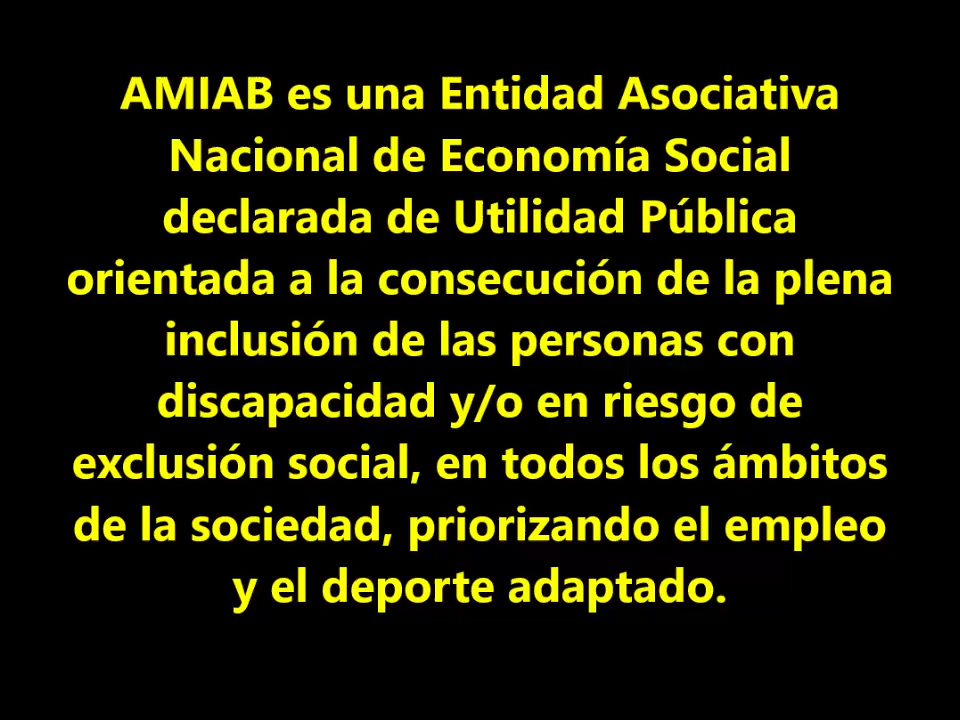 AMIAB es una Entidad Asociativa
Nacional de Economía Social
declarada de Utilidad Pública
orientada a la consecución de la plena
inclusión de las personas con
discapacidad y/o en riesgo de
exclusión social, en todos los ámbitos
de la sociedad, priorizando el empleo
y el deporte adaptado.